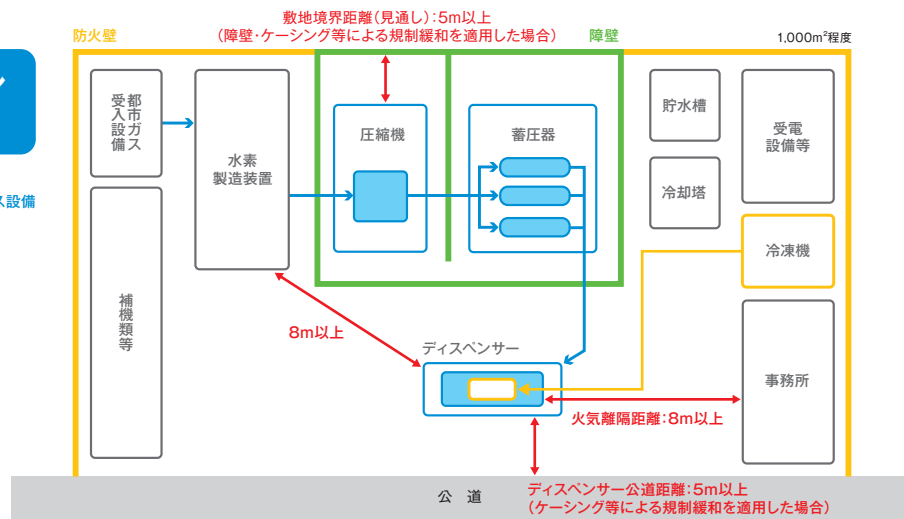 敷地境界距離(見通し):5m以上
(障壁・ケーシング等による規制緩和を適用した場合)
防火壁
障壁
1,000m²程度
都市ガス
受入設備
水素
製造装置
圧縮機
蓄圧器
貯水槽
受電
設備等
冷却塔
ス設備
冷凍機
補機類等
8m以上
ディスペンサー
事務所
火気離隔距離:8m以上
公 道
ディスペンサー公道距離:5m以上
(ケーシング等による規制緩和を適用した場合)